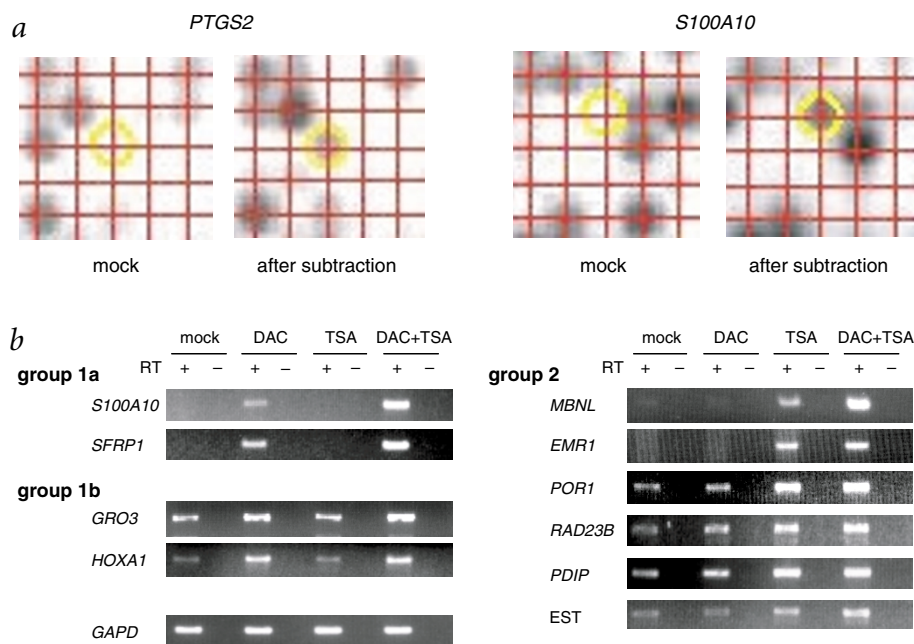 a
PTGS2
S100A10
mock
after subtraction
mock
after subtraction
b
mock DAC TSA DAC+TSA
group 1a
RT + – + – + – + –
S100A10
SFRP1
group 1b
GRO3
HOXA1
GAPD
mock DAC TSA DAC+TSA
group 2
RT + – + – + – + –
MBNL
EMR1
POR1
RAD23B
PDIP
EST